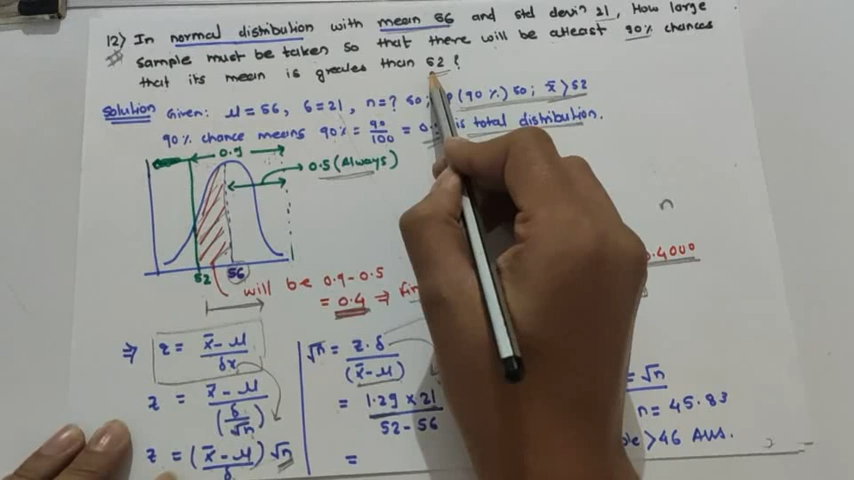 12) In normal distribution with mean 56 and std devi? 21, How large
sample must be taken so that there will be atleast 90% chances
that its mean is greater than 52?
Solution Given: μ=56, σ=21, n=? so; (90%) so; x̄>52
90% chance means 90% = 90/100 = is total distribution.
0.9
0.5 (Always)
n
52 56
will be 0.9-0.5
= 0.4 ⇒
0.4000
⇒ z = x̄-μ / σx
√n = z.σ / (x̄-μ)
= √n
z = x̄-μ / (σ/√n)
= 1.29×21 / 52-56
n = 45.83
>46 Ans.
z = (x̄-μ / σ) √n
=